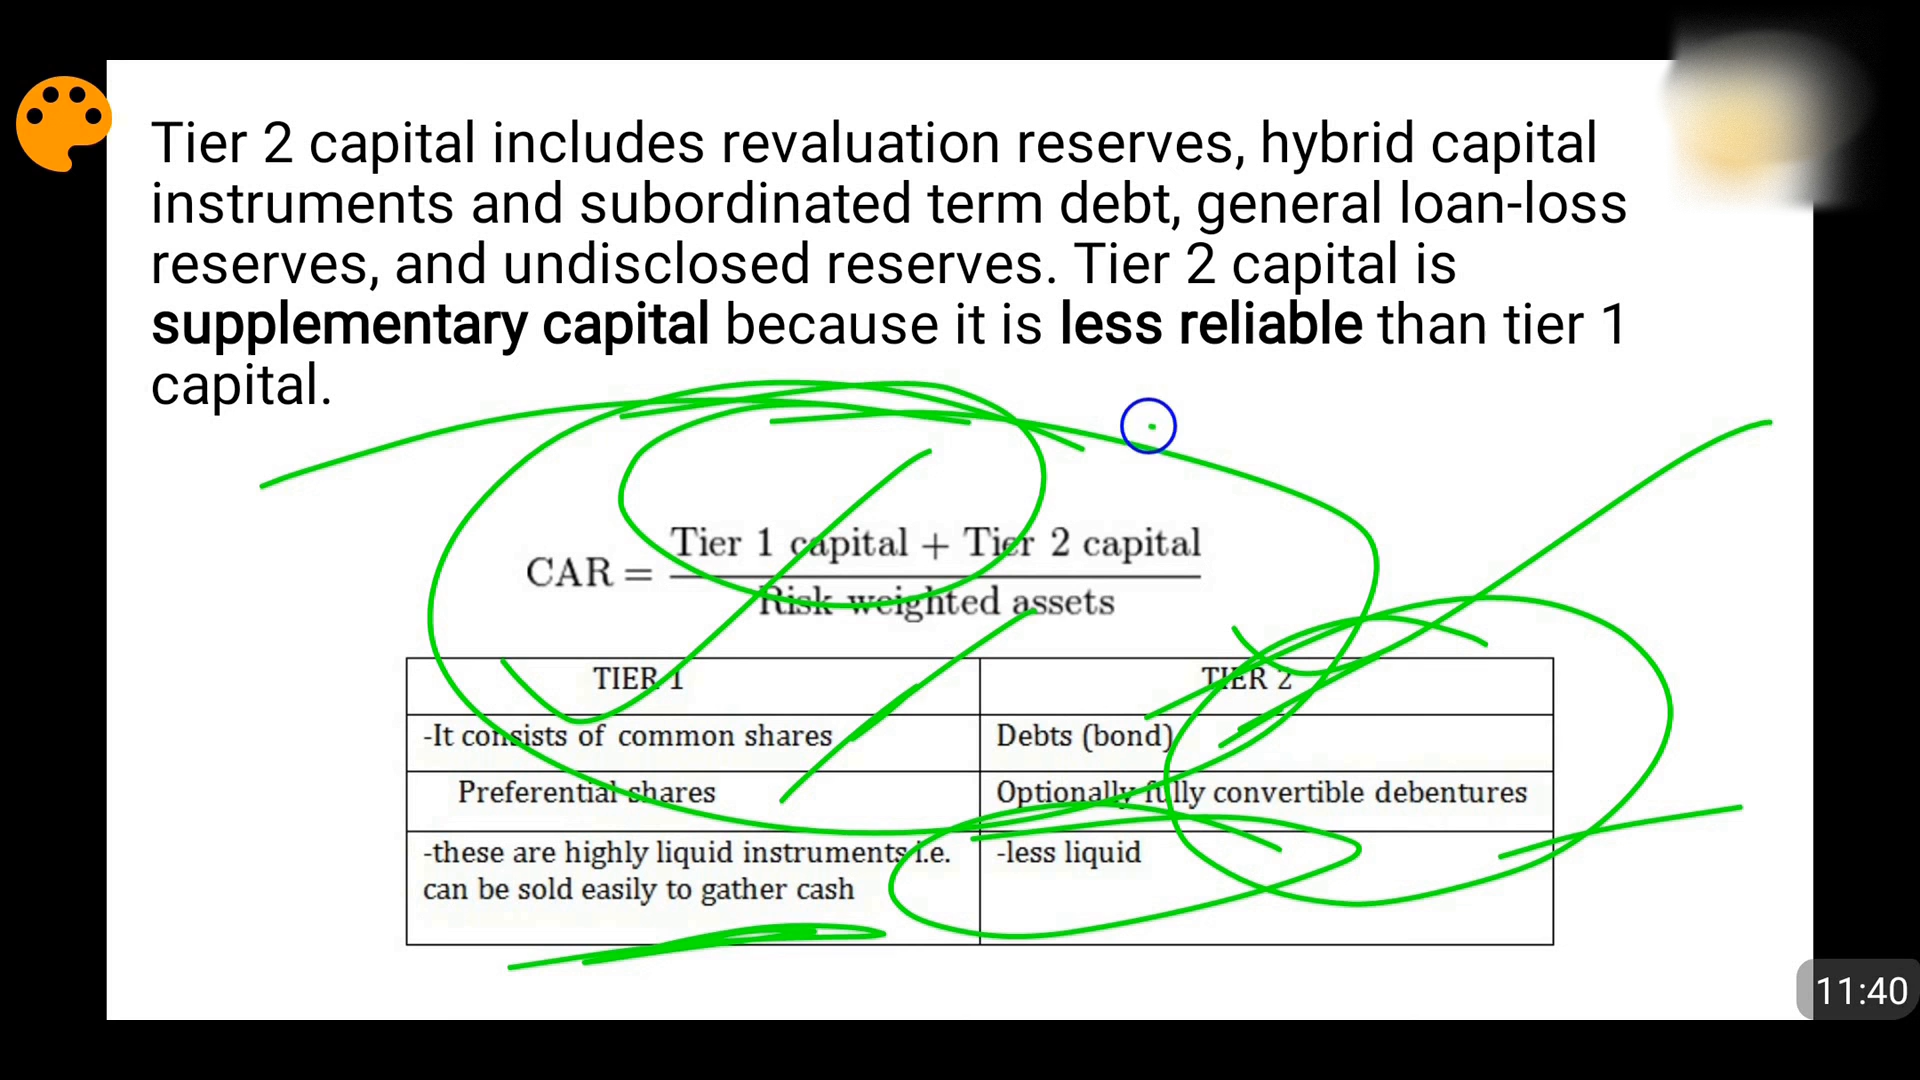 Tier 2 capital includes revaluation reserves, hybrid capital
instruments and subordinated term debt, general loan-loss
reserves, and undisclosed reserves. Tier 2 capital is
supplementary capital because it is less reliable than tier 1
capital.
Tier 1 capital + Tier 2 capital
CAR =
Risk weighted assets
TIER 1 TIER 2
-It consists of common shares Debts (bond)
Preferential shares Optionally fully convertible debentures
-these are highly liquid instruments i.e. -less liquid
can be sold easily to gather cash
11:40